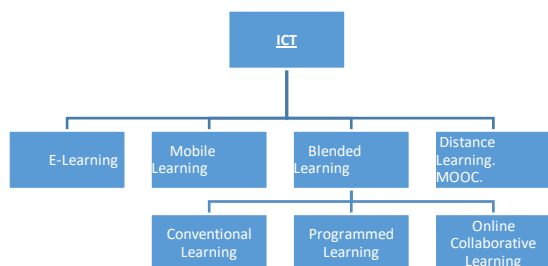 ICT
E-Learning
Mobile
Learning
Blended
Learning
Distance
Learning.
MOOC.
Conventional
Learning
Programmed
Learning
Online
Collaborative
Learning